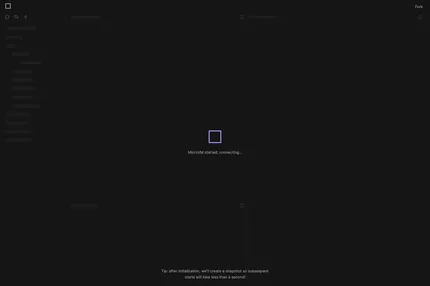 Fork
MicroVM started: connecting...
Tip: after initialization, we'll create a snapshot so subsequent
starts will take less than a second!